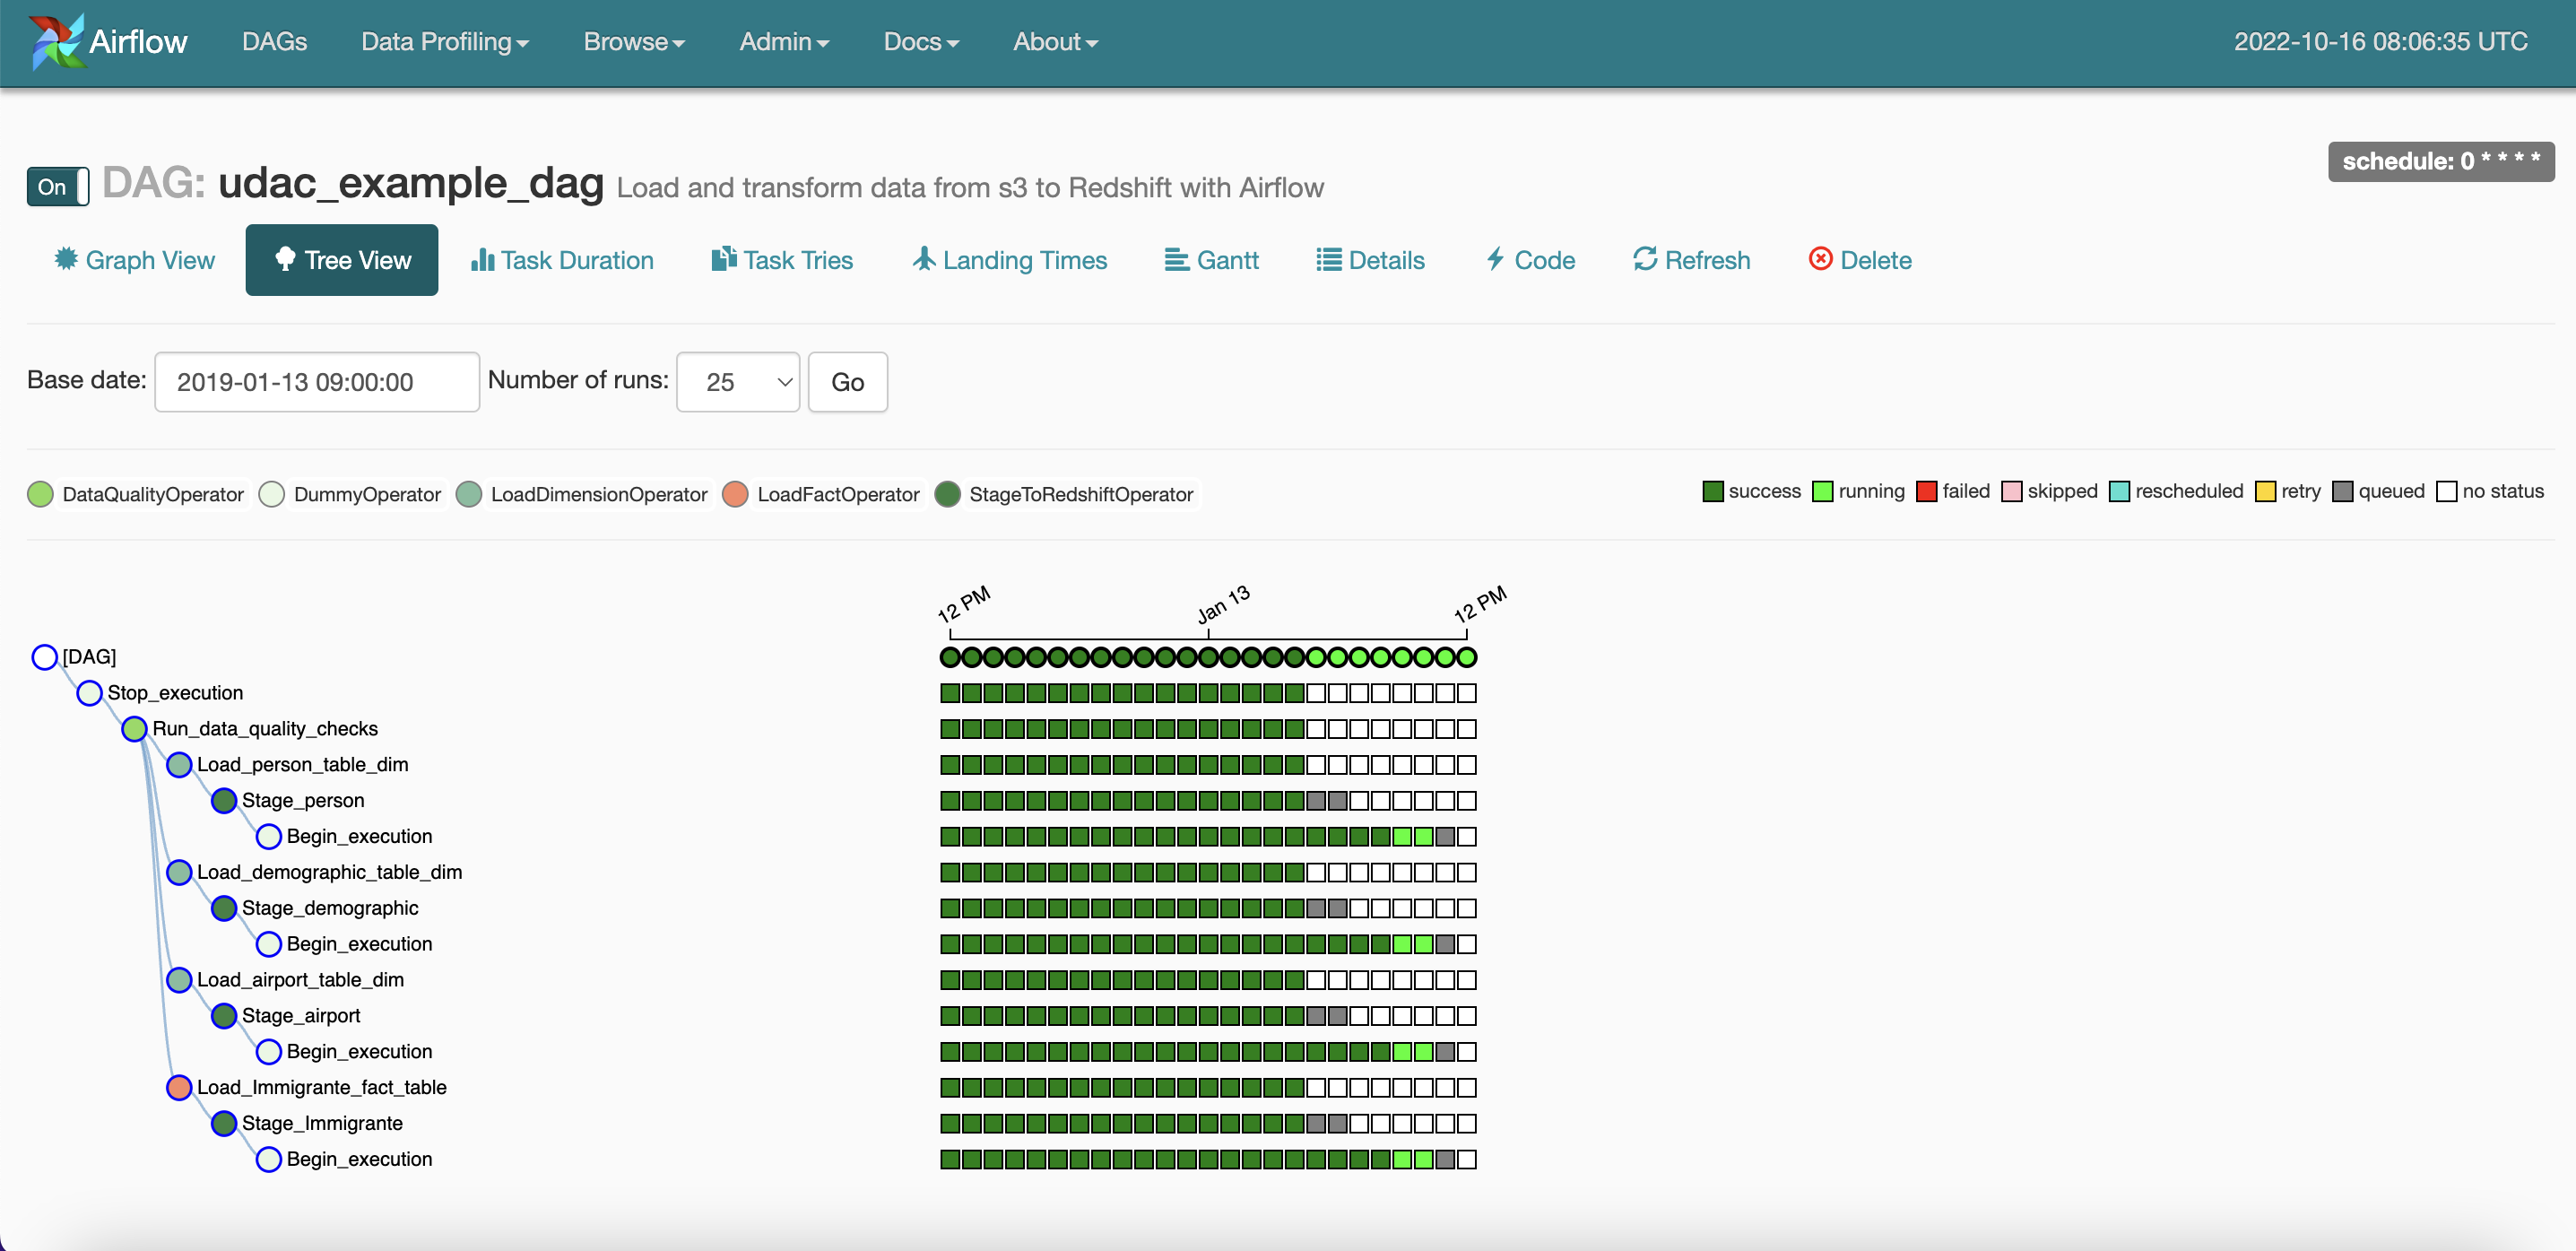 Airflow DAGs Data Profiling Browse Admin Docs About 2022-10-16 08:06:35 UTC
schedule: 0 * * * *
On DAG: udac_example_dag Load and transform data from s3 to Redshift with Airflow
Graph View Tree View Task Duration Task Tries Landing Times Gantt Details Code Refresh Delete
Base date: 2019-01-13 09:00:00 Number of runs: 25 Go
DataQualityOperator DummyOperator LoadDimensionOperator LoadFactOperator StageToRedshiftOperator success running failed skipped rescheduled retry queued no status
12 PM Jan 13 12 PM
[DAG]
Stop_execution
Run_data_quality_checks
Load_person_table_dim
Stage_person
Begin_execution
Load_demographic_table_dim
Stage_demographic
Begin_execution
Load_airport_table_dim
Stage_airport
Begin_execution
Load_Immigrante_fact_table
Stage_Immigrante
Begin_execution